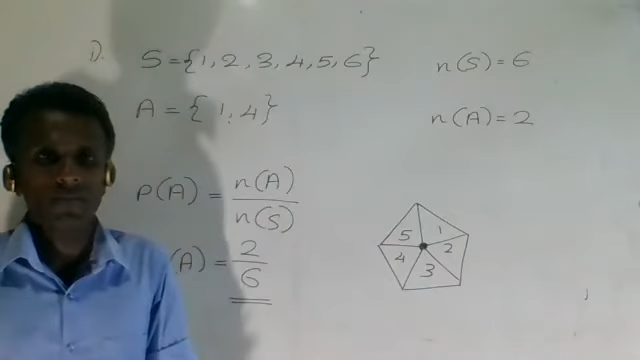 1). S = {1, 2, 3, 4, 5, 6} n(S) = 6
A = {1, 4} n(A) = 2
P(A) = n(A)/n(S)
(A) = 2/6
5 1
4 2
3